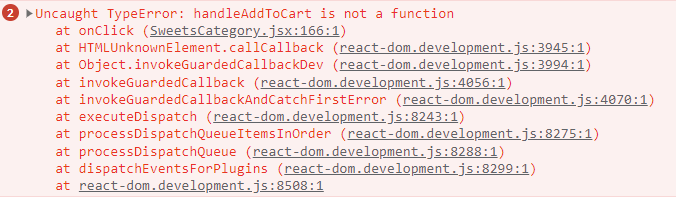 2 ▶Uncaught TypeError: handleAddToCart is not a function
at onClick (SweetsCategory.jsx:166:1)
at HTMLUnknownElement.callCallback (react-dom.development.js:3945:1)
at Object.invokeGuardedCallbackDev (react-dom.development.js:3994:1)
at invokeGuardedCallback (react-dom.development.js:4056:1)
at invokeGuardedCallbackAndCatchFirstError (react-dom.development.js:4070:1)
at executeDispatch (react-dom.development.js:8243:1)
at processDispatchQueueItemsInOrder (react-dom.development.js:8275:1)
at processDispatchQueue (react-dom.development.js:8288:1)
at dispatchEventsForPlugins (react-dom.development.js:8299:1)
at react-dom.development.js:8508:1